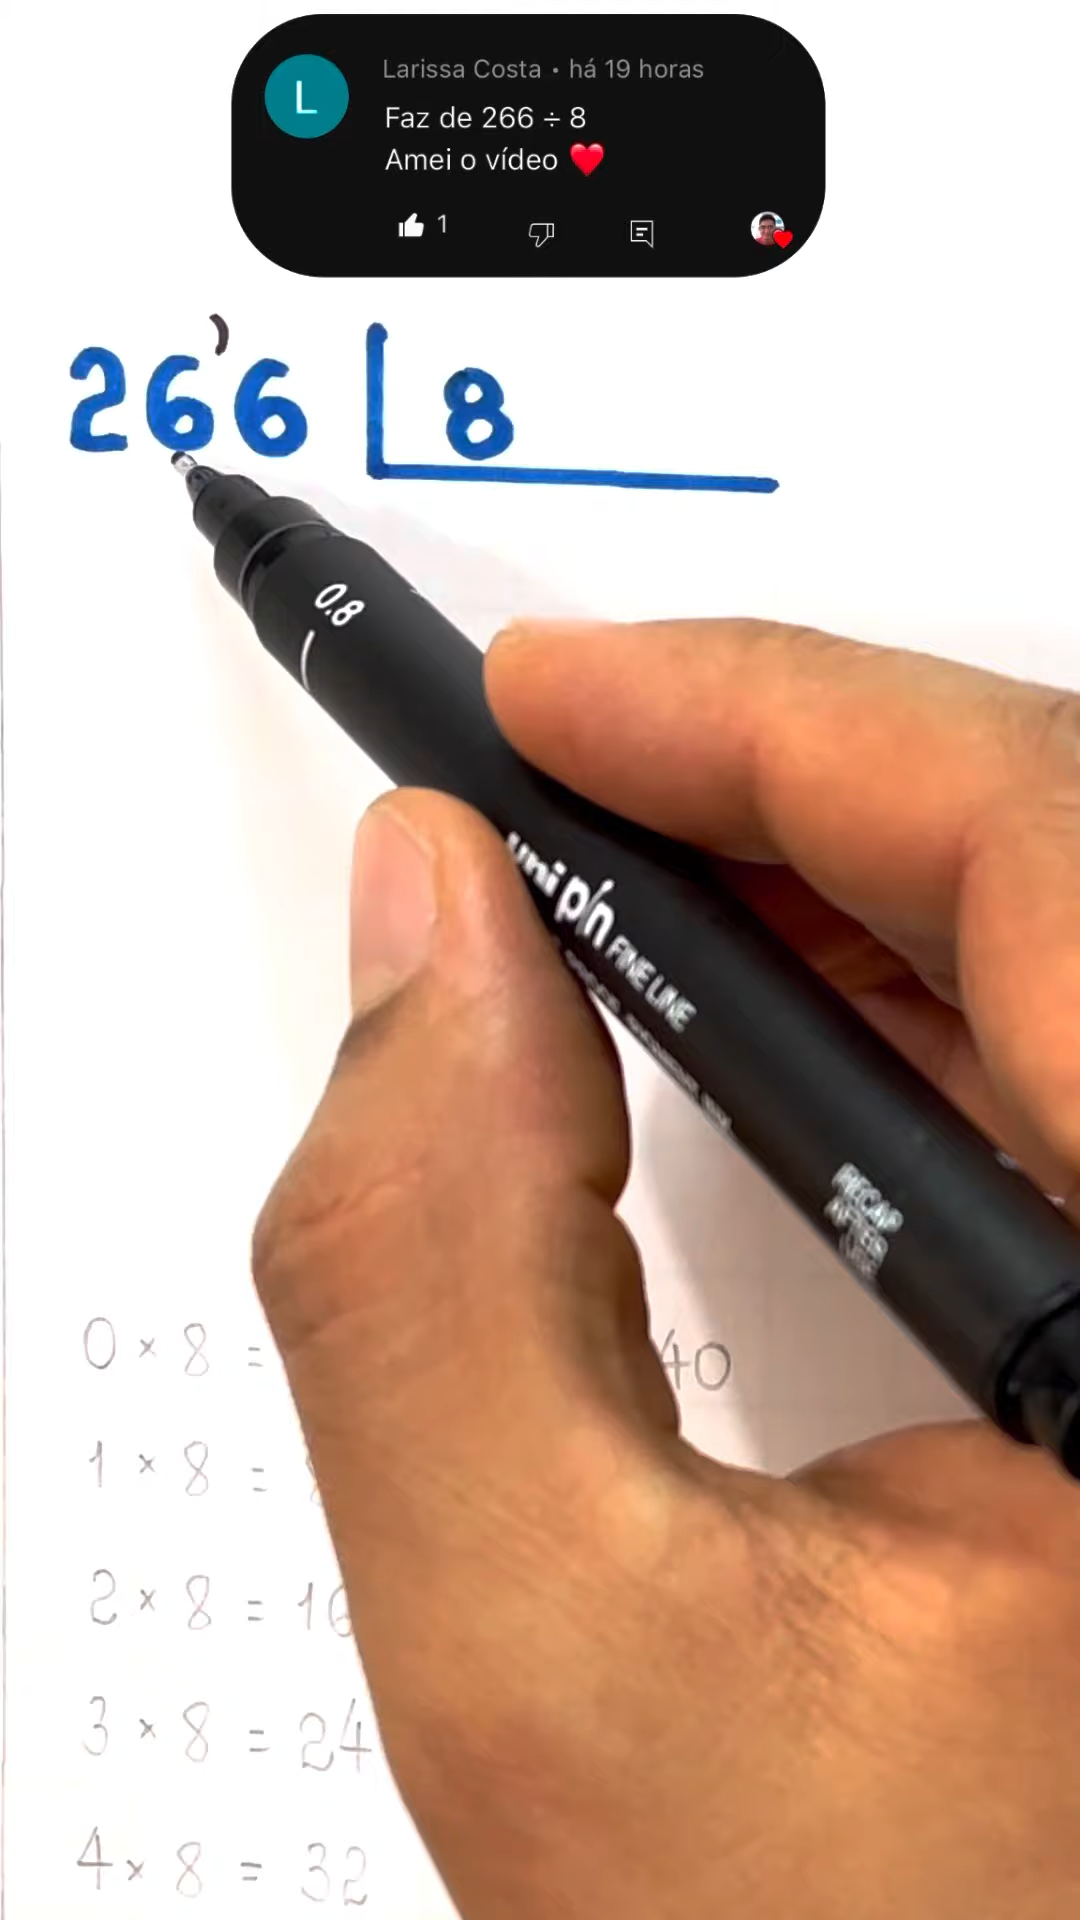 Larissa Costa • há 19 horas
L
Faz de 266 ÷ 8
Amei o vídeo ❤️
1
266 8
0.8
uni pin FINE LINE
0 × 8 =
40
1 × 8 =
2 × 8 = 16
3 × 8 = 24
4 × 8 = 32